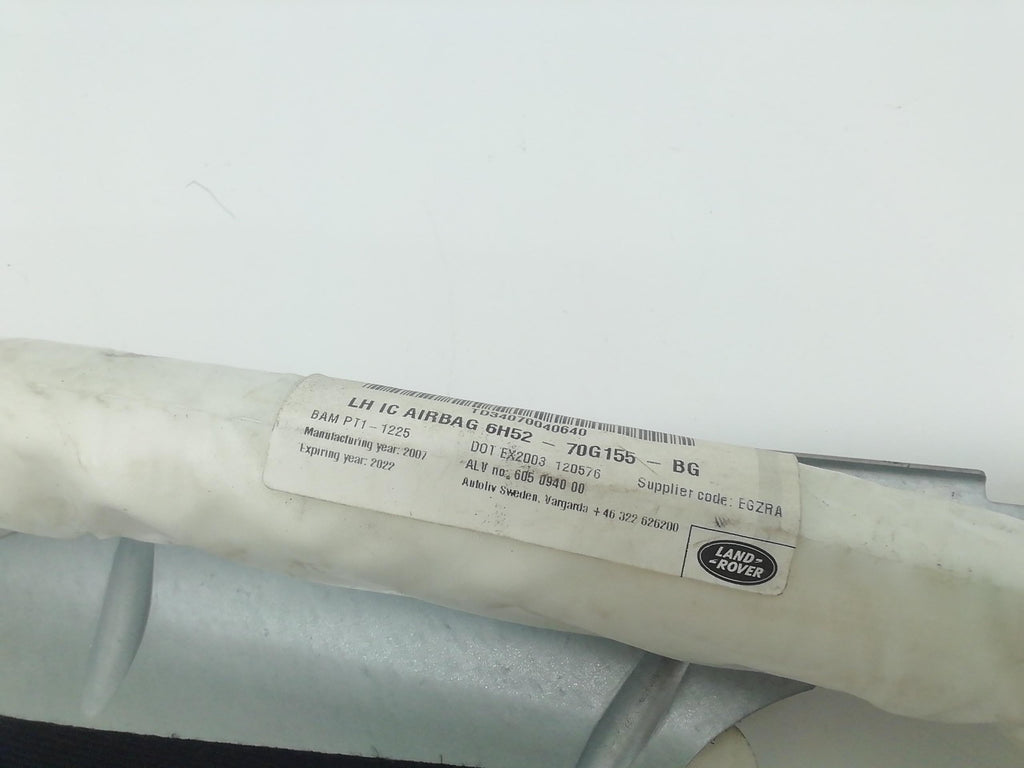 TD34070040640
LH IC AIRBAG 6H52 - 70G155 - BG
BAM PT1-1225
DOT EX2003 120576
Supplier code: EGZRA
Manufacturing year: 2007
ALV no: 605 0940 00
Expiring year: 2022
Autoliv Sweden, Vargarda +46 322 626200
LAND-
-ROVER